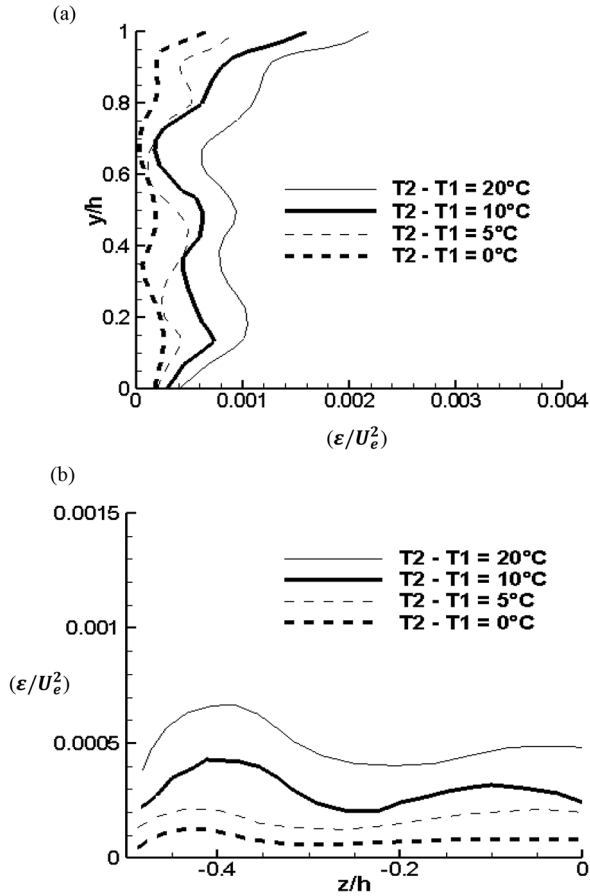 (a)
1
0.8
0.6
0.4
0.2
0
y/h
T2 - T1 = 20°C
T2 - T1 = 10°C
T2 - T1 = 5°C
T2 - T1 = 0°C
0 0.001 0.002 0.003 0.004
(ε/U_e^2)
(b)
0.0015
0.001
0.0005
0
(ε/U_e^2)
T2 - T1 = 20°C
T2 - T1 = 10°C
T2 - T1 = 5°C
T2 - T1 = 0°C
-0.4 -0.2 0
z/h